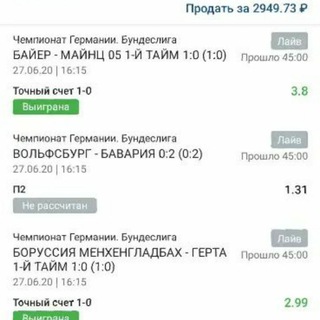 Продать за 2949.73 ₽
Чемпионат Германии. Бундеслига
Лайв
БАЙЕР - МАЙНЦ 05 1-Й ТАЙМ 1:0 (1:0)
Прошло 45:00
27.06.20 | 16:15
Точный счет 1-0
3.8
Выиграна
Чемпионат Германии. Бундеслига
Лайв
ВОЛЬФСБУРГ - БАВАРИЯ 0:2 (0:2)
Прошло 45:00
27.06.20 | 16:15
П2
1.31
Не рассчитан
Чемпионат Германии. Бундеслига
Лайв
БОРУССИЯ МЕНХЕНГЛАДБАХ - ГЕРТА
Прошло 45:00
1-Й ТАЙМ 1:0 (1:0)
27.06.20 | 16:15
Точный счет 1-0
2.99
Выиграна